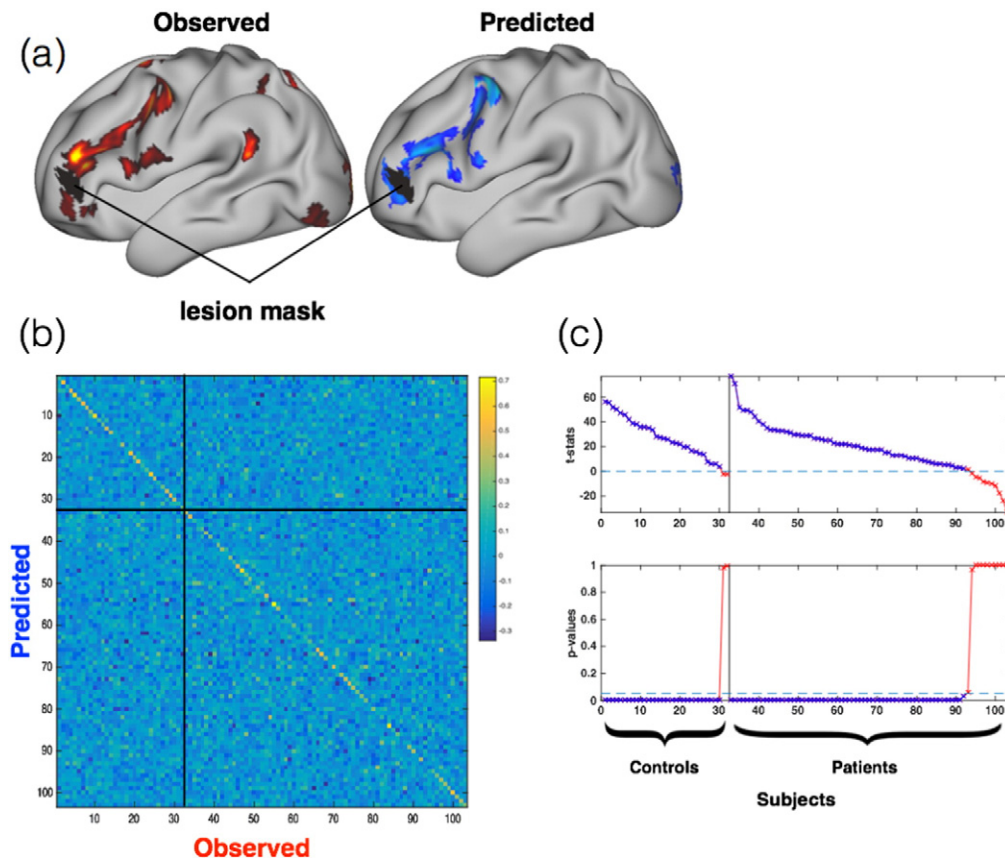 Observed Predicted
(a)
lesion mask
(b)
(c)
Predicted
10
20
30
40
50
60
70
80
90
100
10 20 30 40 50 60 70 80 90 100
Observed
0.7
0.6
0.5
0.4
0.3
0.2
0.1
0
-0.1
-0.2
-0.3
t-stats
60
40
20
0
-20
0 10 20 30 40 50 60 70 80 90 100
p-values
1
0.8
0.6
0.4
0.2
0
0 10 20 30 40 50 60 70 80 90 100
Controls Patients
Subjects